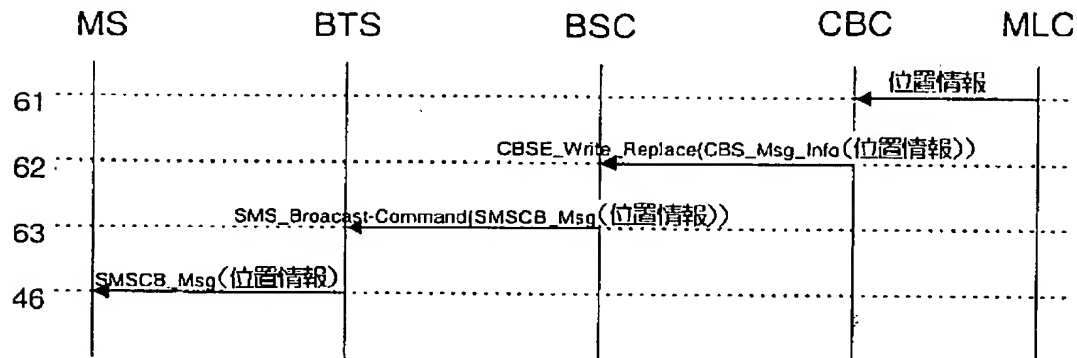 MS BTS BSC CBC MLC
61 位置情報
62 CBSE_Write_Replace(CBS_Msg_Info(位置情報))
63 SMS_Broacast-Command(SMSCB_Msg(位置情報))
46 SMSCB_Msg(位置情報)